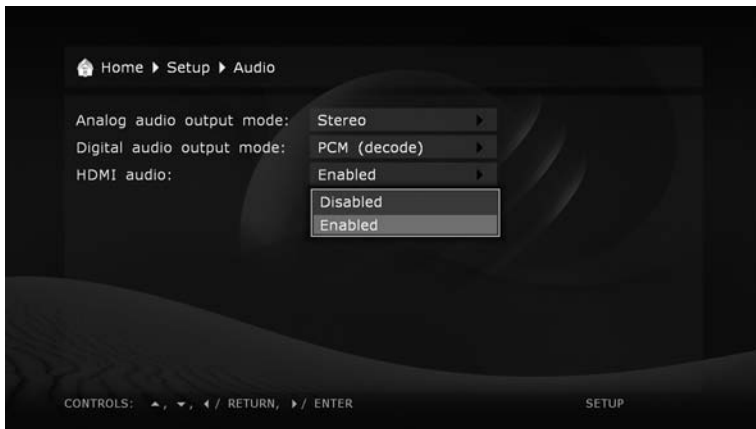 Home ▶ Setup ▶ Audio
Analog audio output mode: Stereo
Digital audio output mode: PCM (decode)
HDMI audio: Enabled
Disabled
Enabled
CONTROLS: ▲, ▼, ◀ / RETURN, ▶ / ENTER SETUP